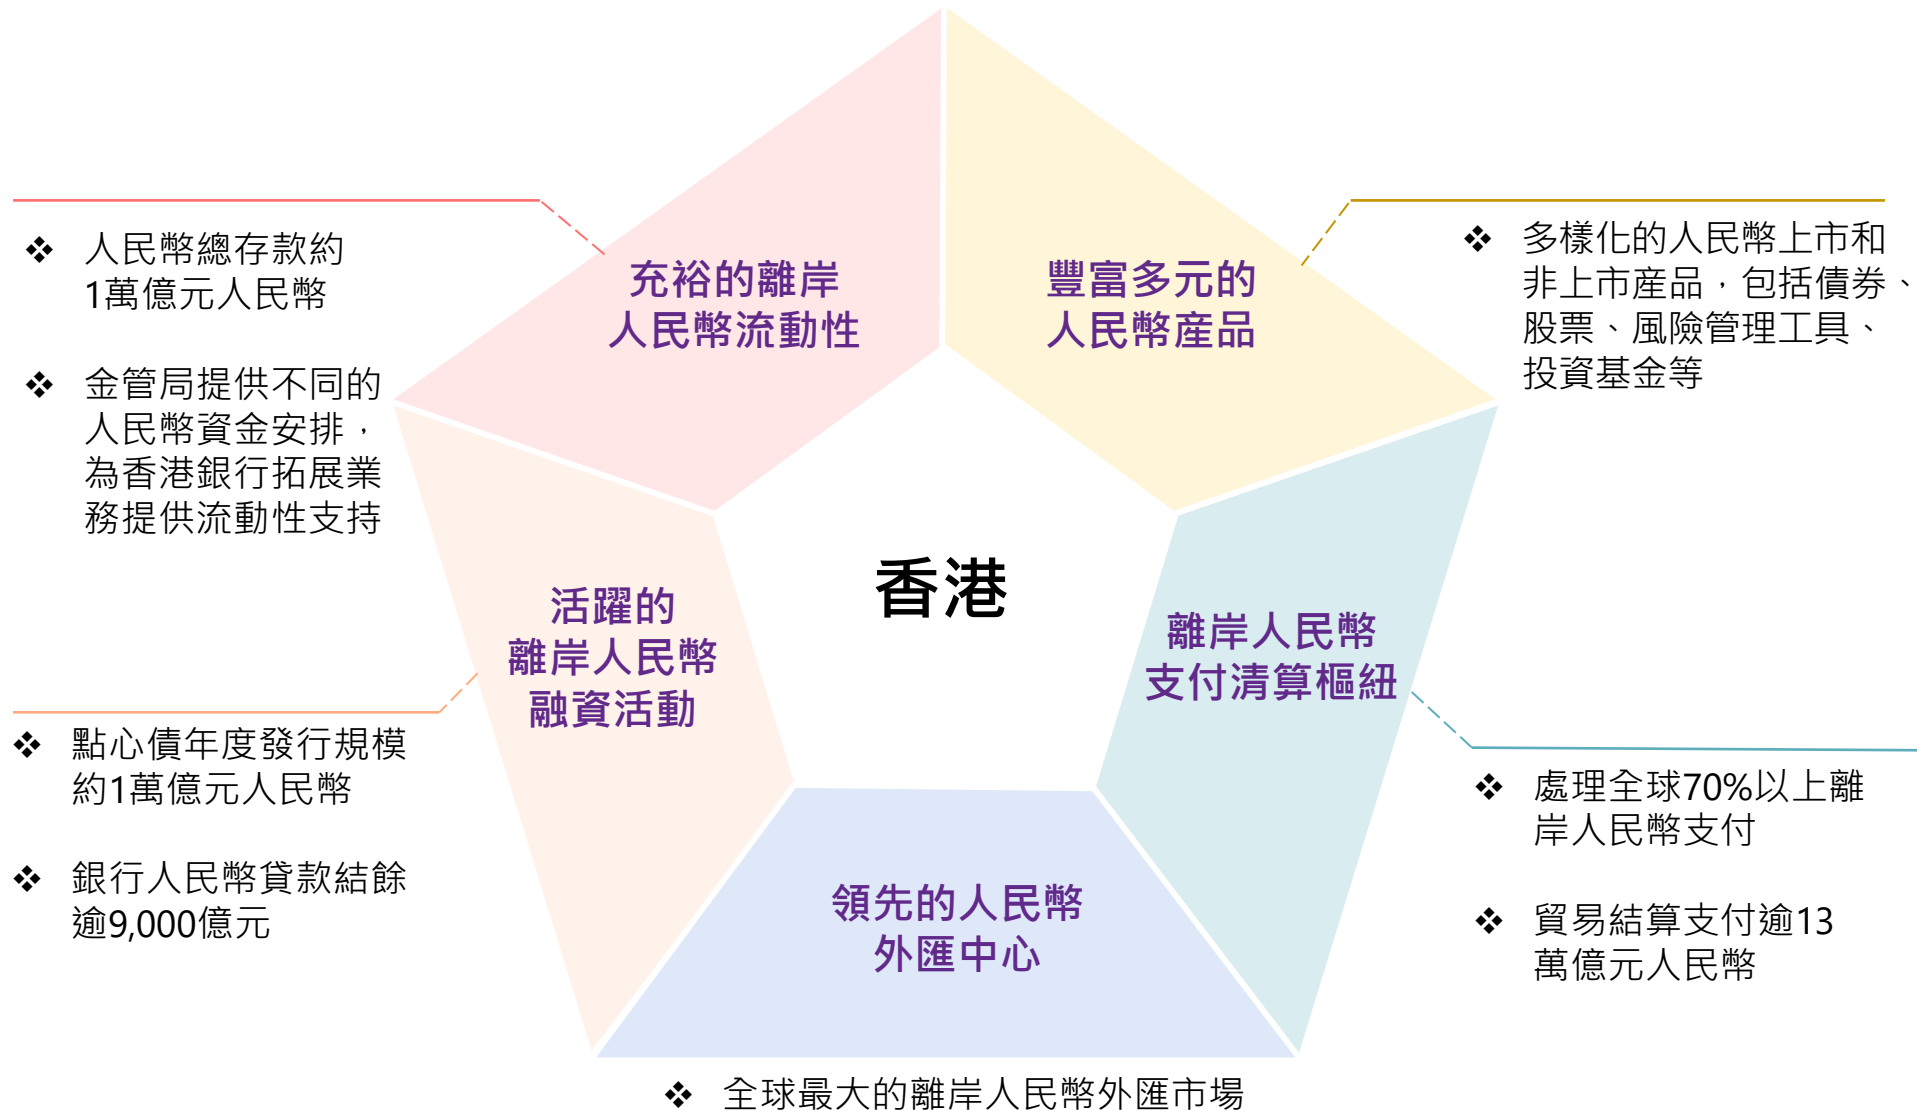 充裕的離岸
人民幣流動性
❖ 人民幣總存款約
1萬億元人民幣
❖ 金管局提供不同的
人民幣資金安排，
為香港銀行拓展業
務提供流動性支持
豐富多元的
人民幣産品
❖ 多樣化的人民幣上市和
非上市産品，包括債券、
股票、風險管理工具、
投資基金等
香港
活躍的
離岸人民幣
融資活動
❖ 點心債年度發行規模
約1萬億元人民幣
❖ 銀行人民幣貸款結餘
逾9,000億元
離岸人民幣
支付清算樞紐
❖ 處理全球70%以上離
岸人民幣支付
❖ 貿易結算支付逾13
萬億元人民幣
領先的人民幣
外匯中心
❖ 全球最大的離岸人民幣外匯市場